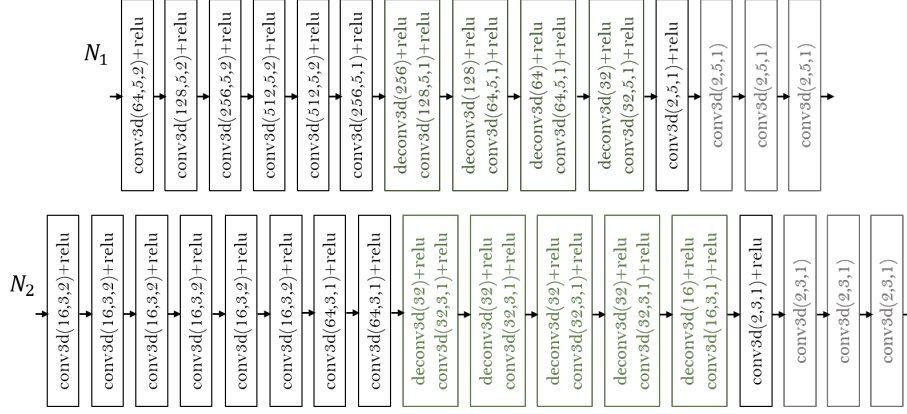 N1
conv3d(64,5,2)+relu
conv3d(128,5,2)+relu
conv3d(256,5,2)+relu
conv3d(512,5,2)+relu
conv3d(512,5,2)+relu
conv3d(256,5,1)+relu
deconv3d(256)+relu
conv3d(128,5,1)+relu
deconv3d(128)+relu
conv3d(64,5,1)+relu
deconv3d(64)+relu
conv3d(64,5,1)+relu
deconv3d(32)+relu
conv3d(32,5,1)+relu
conv3d(2,5,1)+relu
conv3d(2,5,1)
conv3d(2,5,1)
conv3d(2,5,1)
N2
conv3d(16,3,2)+relu
conv3d(16,3,2)+relu
conv3d(16,3,2)+relu
conv3d(16,3,2)+relu
conv3d(16,3,2)+relu
conv3d(16,3,2)+relu
conv3d(64,3,1)+relu
conv3d(64,3,1)+relu
deconv3d(32)+relu
conv3d(32,3,1)+relu
deconv3d(32)+relu
conv3d(32,3,1)+relu
deconv3d(32)+relu
conv3d(32,3,1)+relu
deconv3d(32)+relu
conv3d(32,3,1)+relu
deconv3d(16)+relu
conv3d(16,3,1)+relu
conv3d(2,3,1)+relu
conv3d(2,3,1)
conv3d(2,3,1)
conv3d(2,3,1)